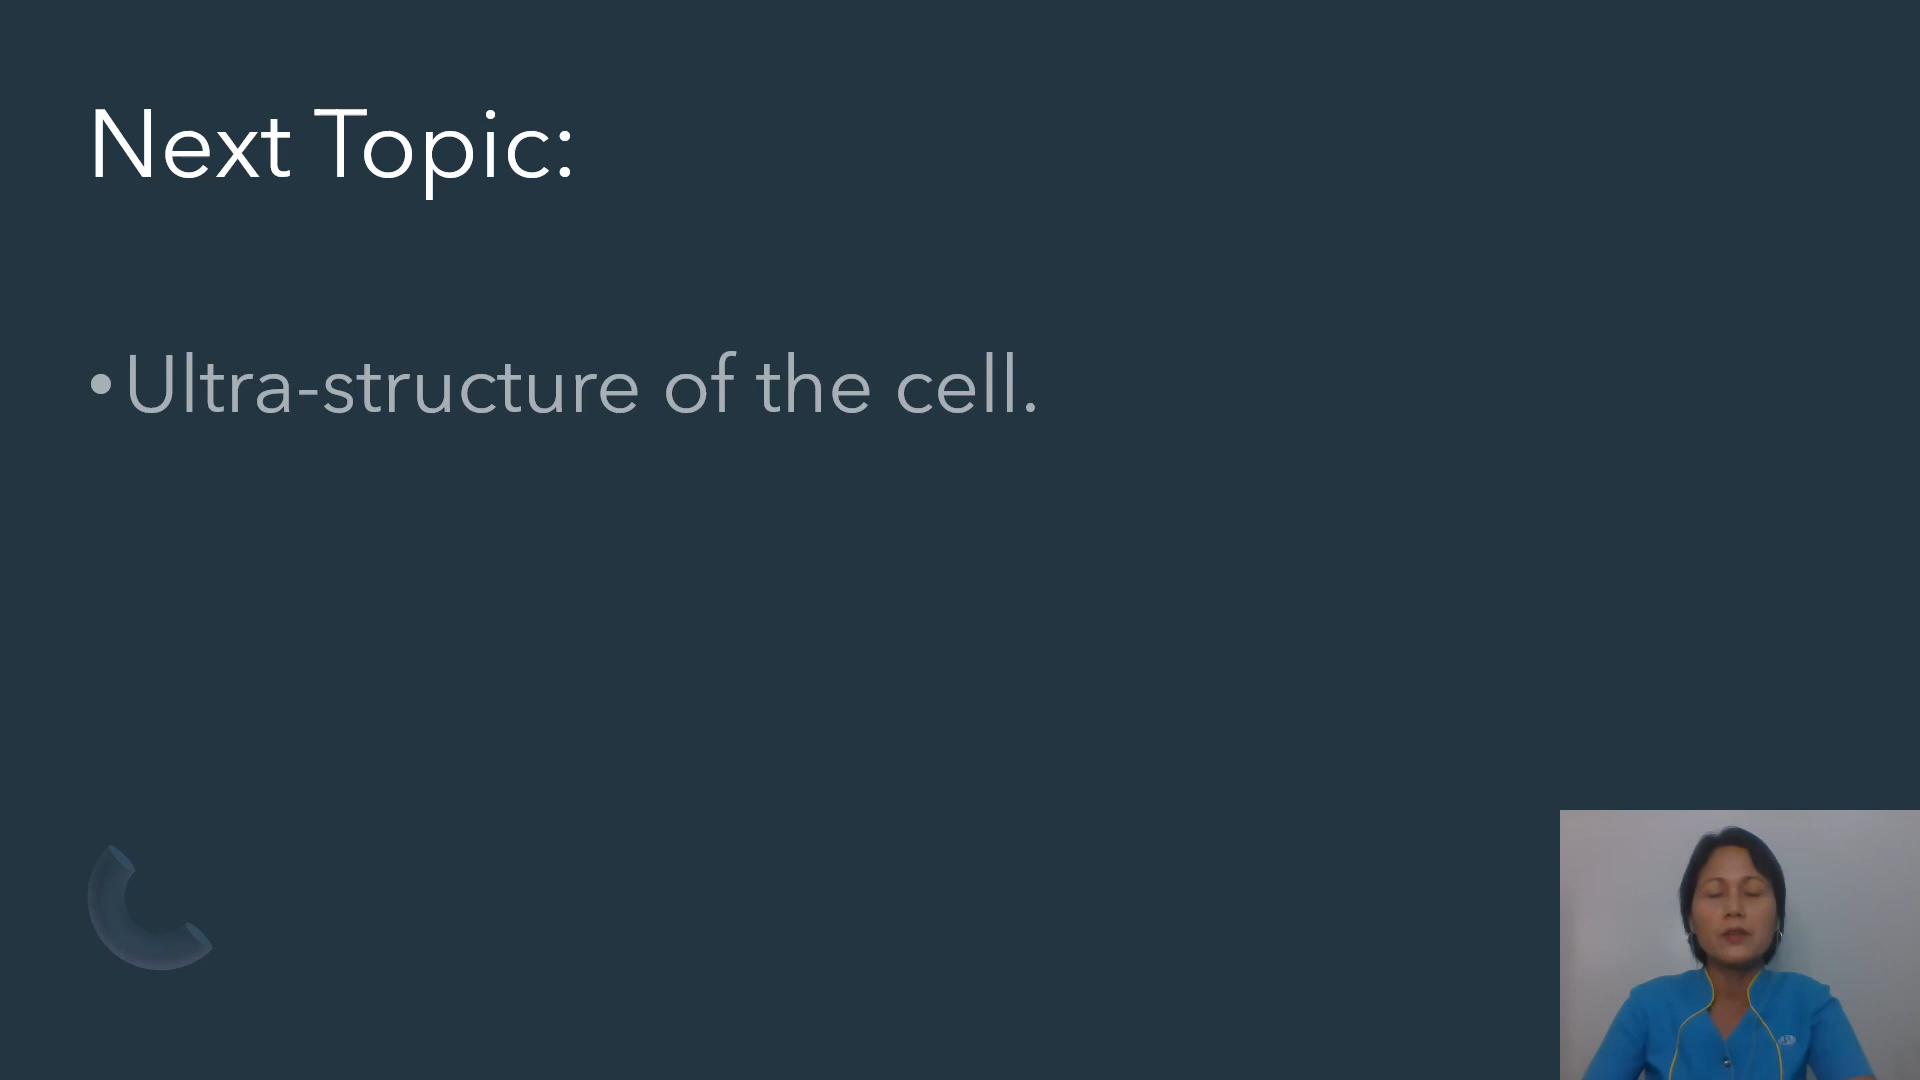 Next Topic:
•Ultra-structure of the cell.